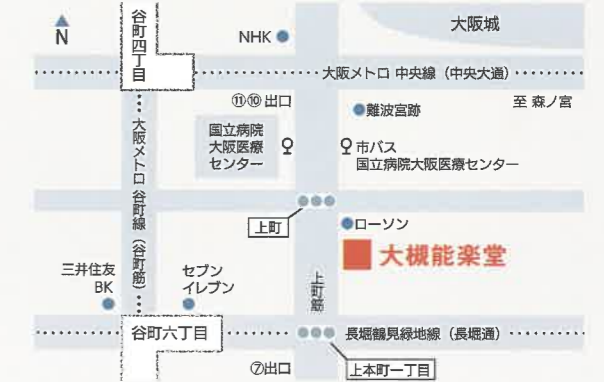 N
谷町四丁目
NHK
大阪城
大阪メトロ 中央線（中央大通）
⑪⑩出口
至 森ノ宮
難波宮跡
国立病院
大阪医療
センター
市バス
国立病院大阪医療センター
大阪メトロ 谷町線（谷町筋）
上町
ローソン
大槻能楽堂
上町筋
三井住友
BK
セブン
イレブン
谷町六丁目
長堀鶴見緑地線（長堀通）
⑦出口
上本町一丁目